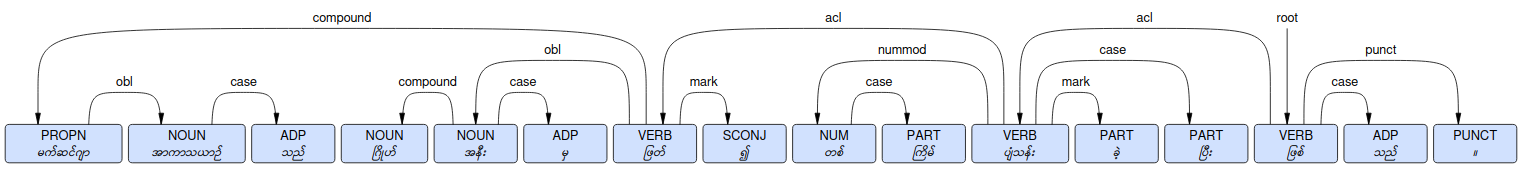 compound acl acl root
obl nummod case punct
obl case compound case mark case mark case
PROPN NOUN ADP NOUN NOUN ADP VERB SCONJ NUM PART VERB PART PART VERB ADP PUNCT
မက်ဆင်ဂျာ အာကာသယာဉ် သည် ဂြိုဟ် အနီး မှ ဖြတ် ၍ တစ် ကြိမ် ပျံသန်း ခဲ့ ပြီး ဖြစ် သည် ။